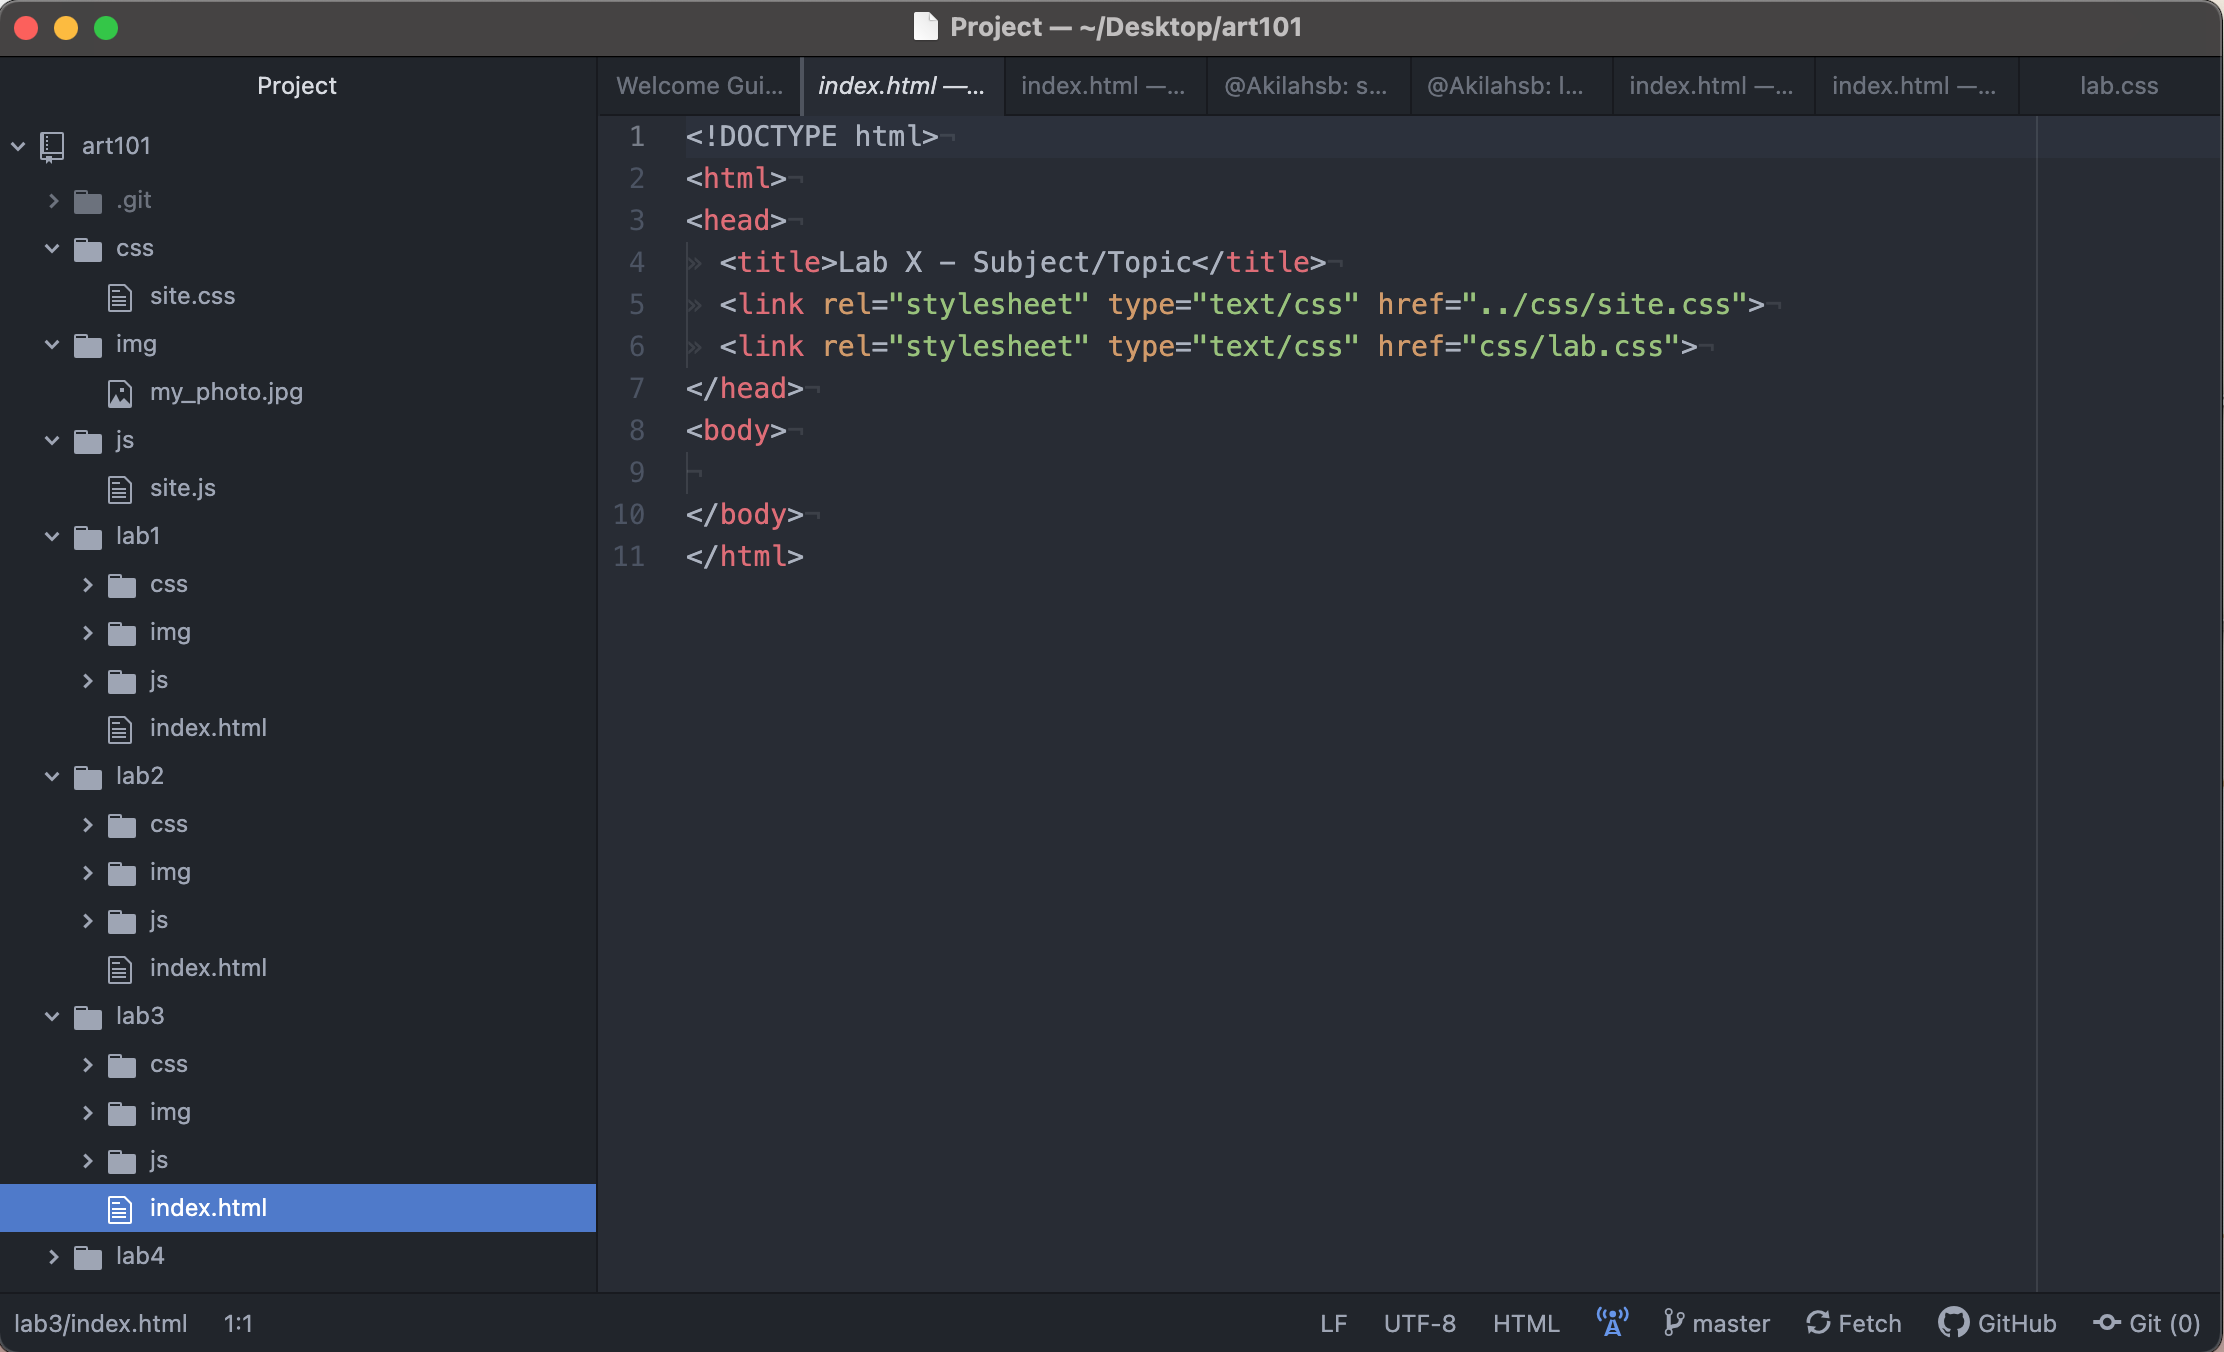 Project — ~/Desktop/art101
Project
art101
.git
css
site.css
img
my_photo.jpg
js
site.js
lab1
css
img
js
index.html
lab2
css
img
js
index.html
lab3
css
img
js
index.html
lab4
Welcome Gui... index.html —... index.html —... @Akilahsb: s... @Akilahsb: l... index.html —... index.html —... lab.css
1 <!DOCTYPE html>¬
2 <html>¬
3 <head>¬
4 » <title>Lab X – Subject/Topic</title>¬
5 » <link rel="stylesheet" type="text/css" href="../css/site.css">¬
6 » <link rel="stylesheet" type="text/css" href="css/lab.css">¬
7 </head>¬
8 <body>¬
9 ¬
10 </body>¬
11 </html>
lab3/index.html 1:1 LF UTF-8 HTML master Fetch GitHub Git (0)